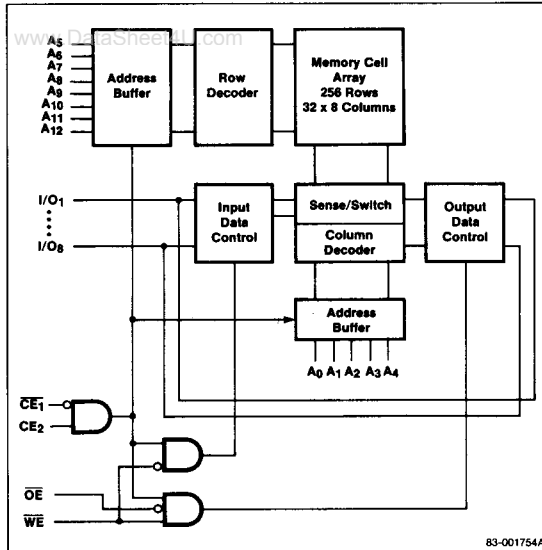 www.DataSheet4U.com
A5
A6
A7
A8
A9
A10
A11
A12
Address
Buffer
Row
Decoder
Memory Cell
Array
256 Rows
32 x 8 Columns
I/O1
I/O8
Input
Data
Control
Sense/Switch
Column
Decoder
Output
Data
Control
Address
Buffer
A0 A1 A2 A3 A4
CE1
CE2
OE
WE
83-001754A